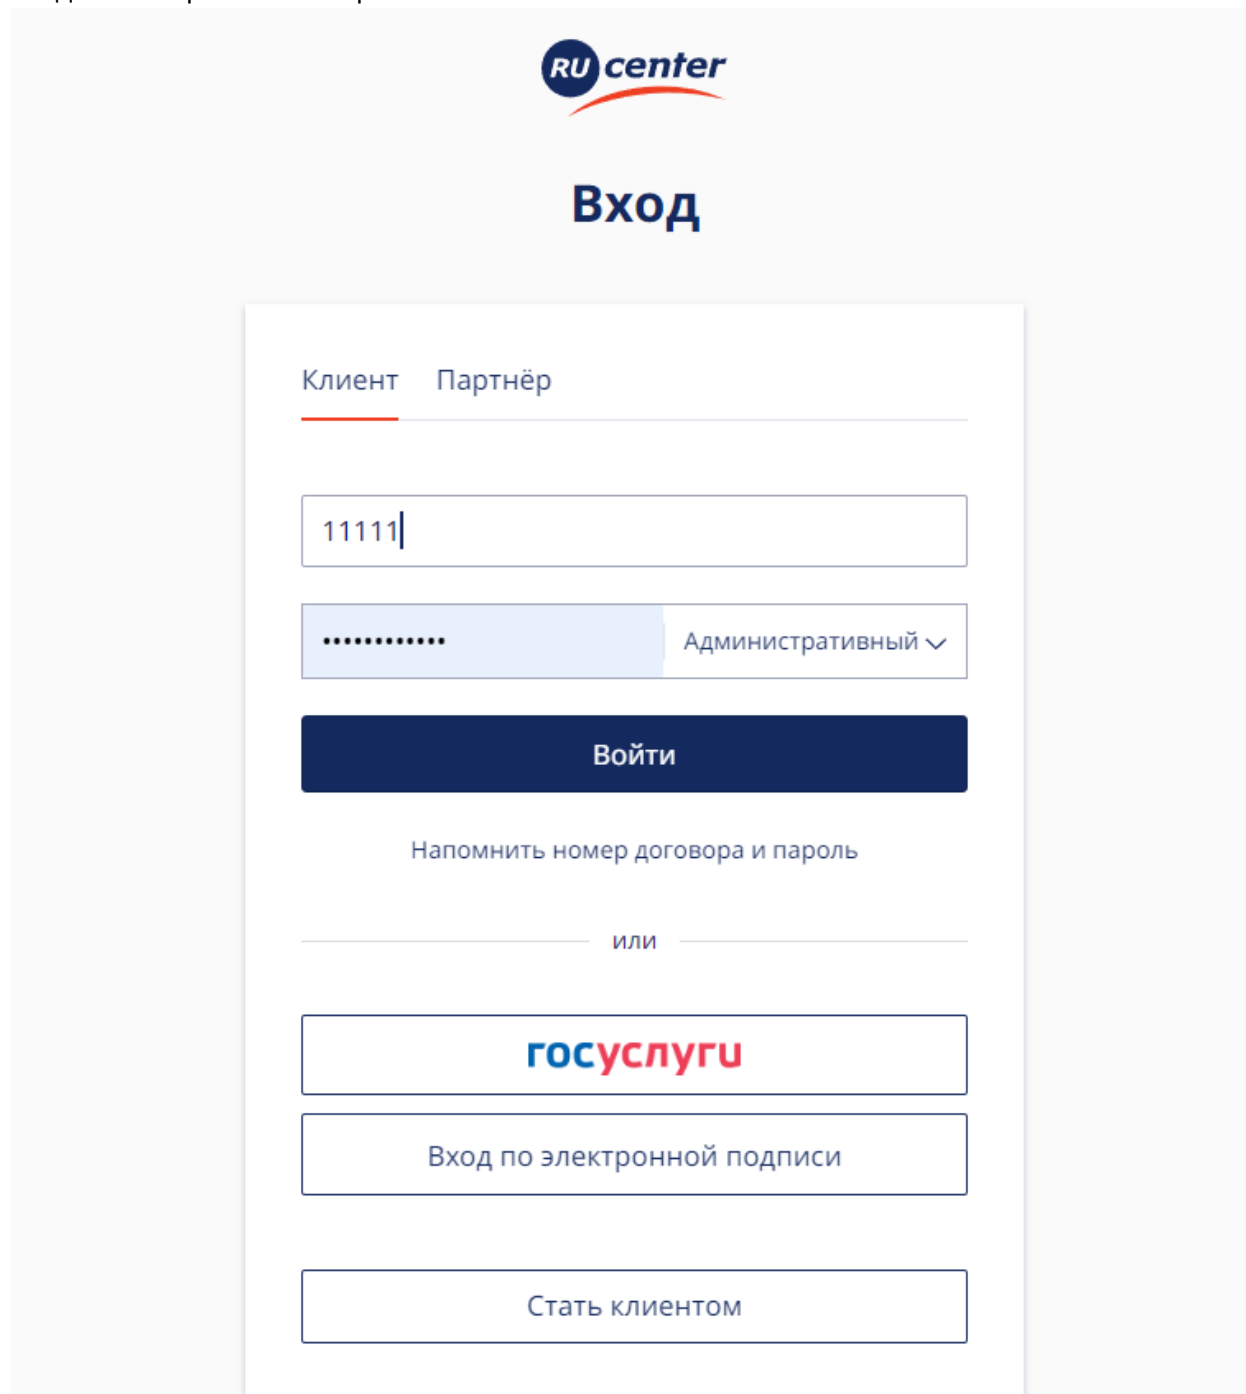 RU center
Вход
Клиент Партнёр
11111
•••••••••••• Административный
Войти
Напомнить номер договора и пароль
или
госуслуги
Вход по электронной подписи
Стать клиентом